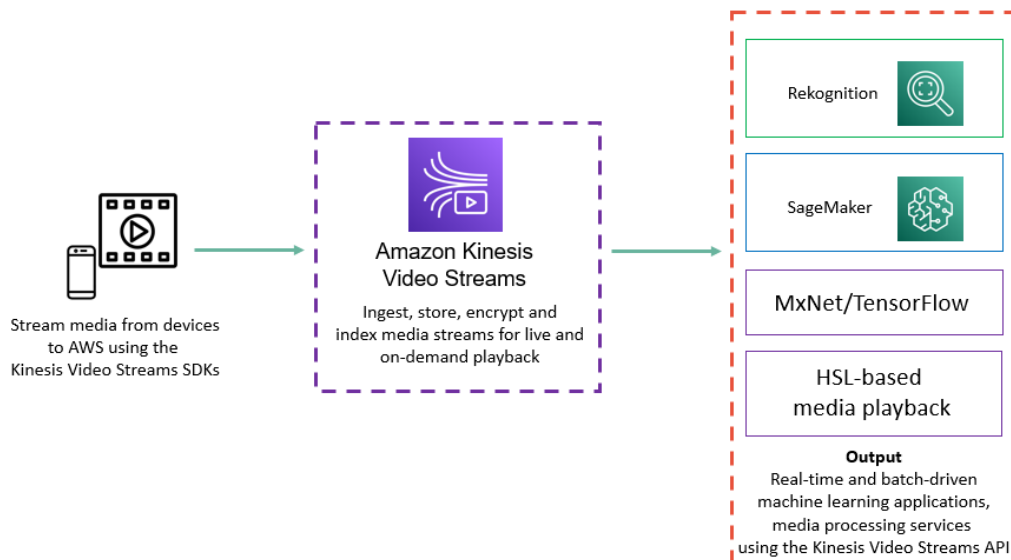 Stream media from devices
to AWS using the
Kinesis Video Streams SDKs
Amazon Kinesis
Video Streams
Ingest, store, encrypt and
index media streams for live and
on-demand playback
Rekognition
SageMaker
MxNet/TensorFlow
HSL-based
media playback
Output
Real-time and batch-driven
machine learning applications,
media processing services
using the Kinesis Video Streams API